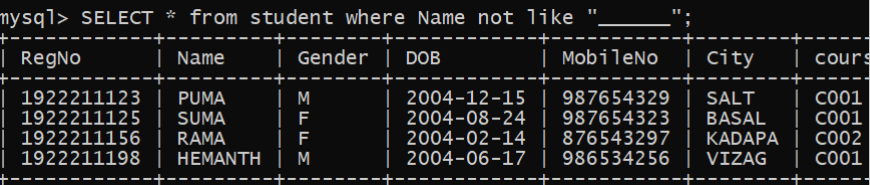 mysql> SELECT * from student where Name not like "______";
+------------+---------+--------+------------+-----------+--------+------
| RegNo | Name | Gender | DOB | MobileNo | City | cours
+------------+---------+--------+------------+-----------+--------+------
| 1922211123 | PUMA | M | 2004-12-15 | 987654329 | SALT | C001
| 1922211125 | SUMA | F | 2004-08-24 | 987654323 | BASAL | C001
| 1922211156 | RAMA | F | 2004-02-14 | 876543297 | KADAPA | C002
| 1922211198 | HEMANTH | M | 2004-06-17 | 986534256 | VIZAG | C001
+------------+---------+--------+------------+-----------+--------+------